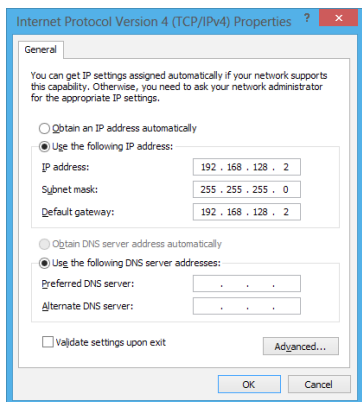 Internet Protocol Version 4 (TCP/IPv4) Properties ? ×
General
You can get IP settings assigned automatically if your network supports
this capability. Otherwise, you need to ask your network administrator
for the appropriate IP settings.
Obtain an IP address automatically
Use the following IP address:
IP address: 192 . 168 . 128 . 2
Subnet mask: 255 . 255 . 255 . 0
Default gateway: 192 . 168 . 128 . 2
Obtain DNS server address automatically
Use the following DNS server addresses:
Preferred DNS server: . . .
Alternate DNS server: . . .
Validate settings upon exit
Advanced...
OK Cancel